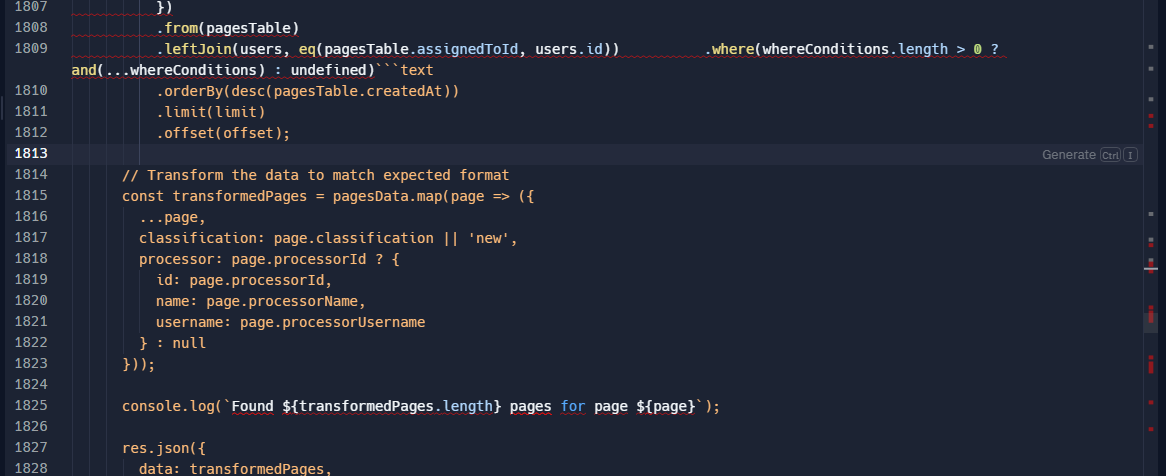 1807 })
1808 .from(pagesTable)
1809 .leftJoin(users, eq(pagesTable.assignedToId, users.id)) .where(whereConditions.length > 0 ?
and(...whereConditions) : undefined)```text
1810 .orderBy(desc(pagesTable.createdAt))
1811 .limit(limit)
1812 .offset(offset);
1813 Generate Ctrl I
1814 // Transform the data to match expected format
1815 const transformedPages = pagesData.map(page => ({
1816 ...page,
1817 classification: page.classification || 'new',
1818 processor: page.processorId ? {
1819 id: page.processorId,
1820 name: page.processorName,
1821 username: page.processorUsername
1822 } : null
1823 }));
1824
1825 console.log(`Found ${transformedPages.length} pages for page ${page}`);
1826
1827 res.json({
1828 data: transformedPages,